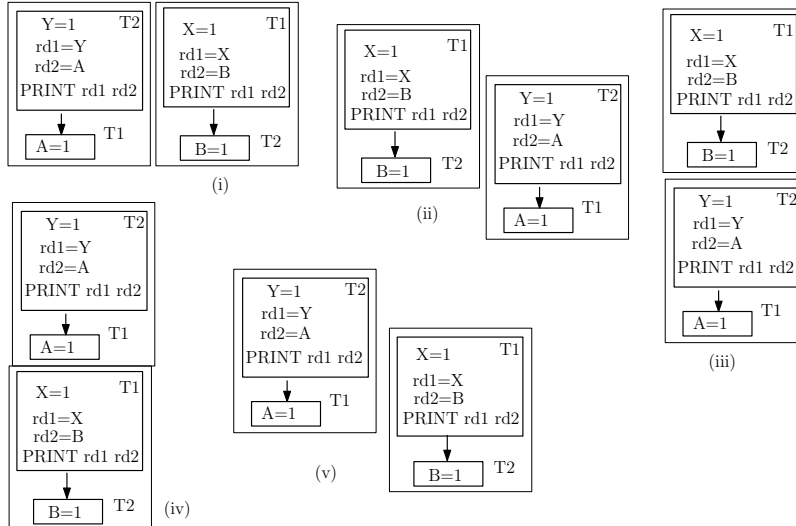 Y=1 T2
rd1=Y
rd2=A
PRINT rd1 rd2
A=1 T1
X=1 T1
rd1=X
rd2=B
PRINT rd1 rd2
B=1 T2
(i)
X=1 T1
rd1=X
rd2=B
PRINT rd1 rd2
B=1 T2
Y=1 T2
rd1=Y
rd2=A
PRINT rd1 rd2
A=1 T1
(ii)
X=1 T1
rd1=X
rd2=B
PRINT rd1 rd2
B=1 T2
Y=1 T2
rd1=Y
rd2=A
PRINT rd1 rd2
A=1 T1
(iii)
Y=1 T2
rd1=Y
rd2=A
PRINT rd1 rd2
A=1 T1
X=1 T1
rd1=X
rd2=B
PRINT rd1 rd2
B=1 T2
(iv)
Y=1 T2
rd1=Y
rd2=A
PRINT rd1 rd2
A=1 T1
X=1 T1
rd1=X
rd2=B
PRINT rd1 rd2
B=1 T2
(v)